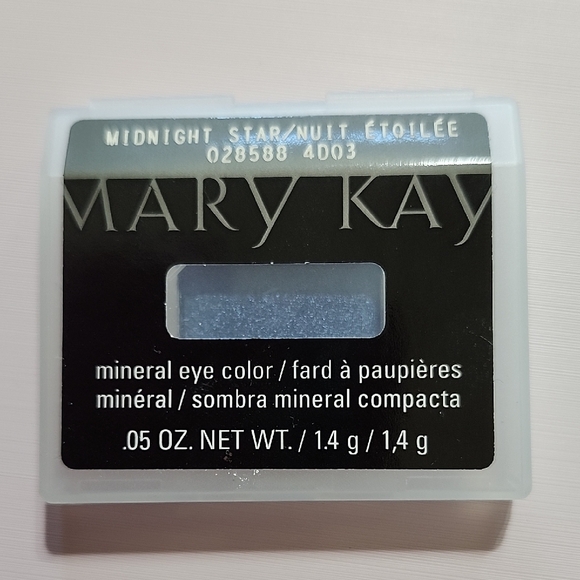 MIDNIGHT STAR/NUIT ÉTOILÉE
028588 4D03
MARY KAY
mineral eye color / fard à paupières
minéral / sombra mineral compacta
.05 OZ. NET WT. / 1.4 g / 1,4 g